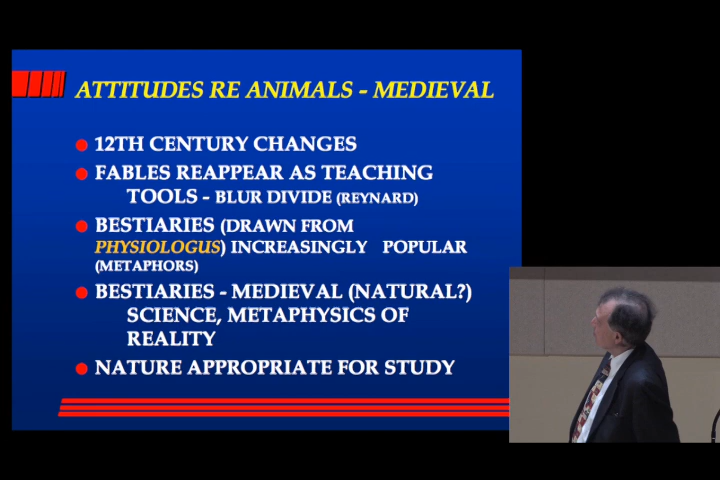 ATTITUDES RE ANIMALS - MEDIEVAL
12TH CENTURY CHANGES
FABLES REAPPEAR AS TEACHING
TOOLS - BLUR DIVIDE (REYNARD)
BESTIARIES (DRAWN FROM
PHYSIOLOGUS) INCREASINGLY POPULAR
(METAPHORS)
BESTIARIES - MEDIEVAL (NATURAL?)
SCIENCE, METAPHYSICS OF
REALITY
NATURE APPROPRIATE FOR STUDY